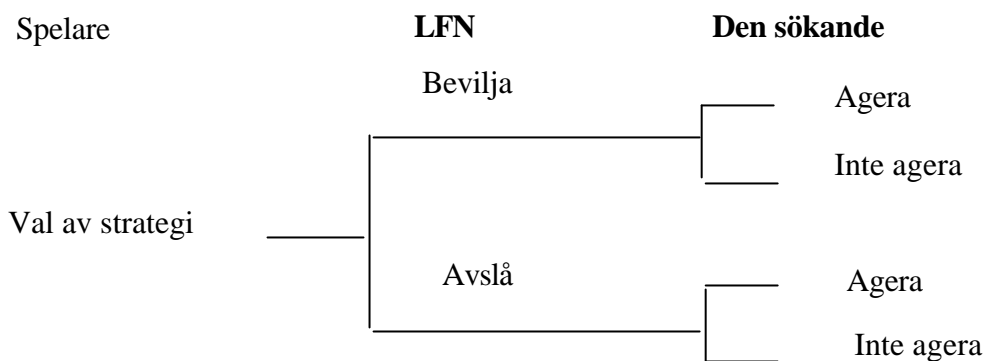 Spelare LFN Den sökande
Bevilja
Agera
Inte agera
Val av strategi
Avslå
Agera
Inte agera